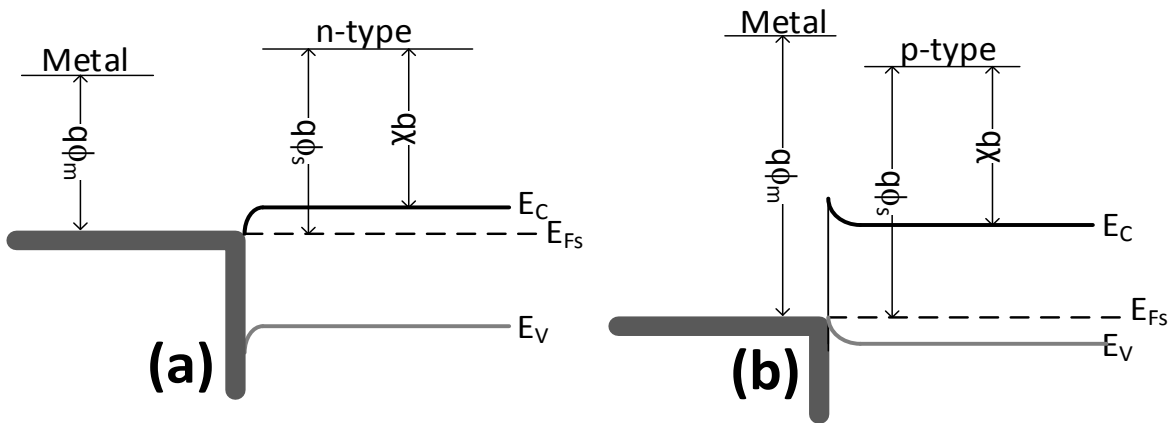 Metal
n-type
qϕm
qϕs
qχ
EC
EFs
EV
(a)
Metal
p-type
qϕm
qϕs
qχ
EC
EFs
EV
(b)